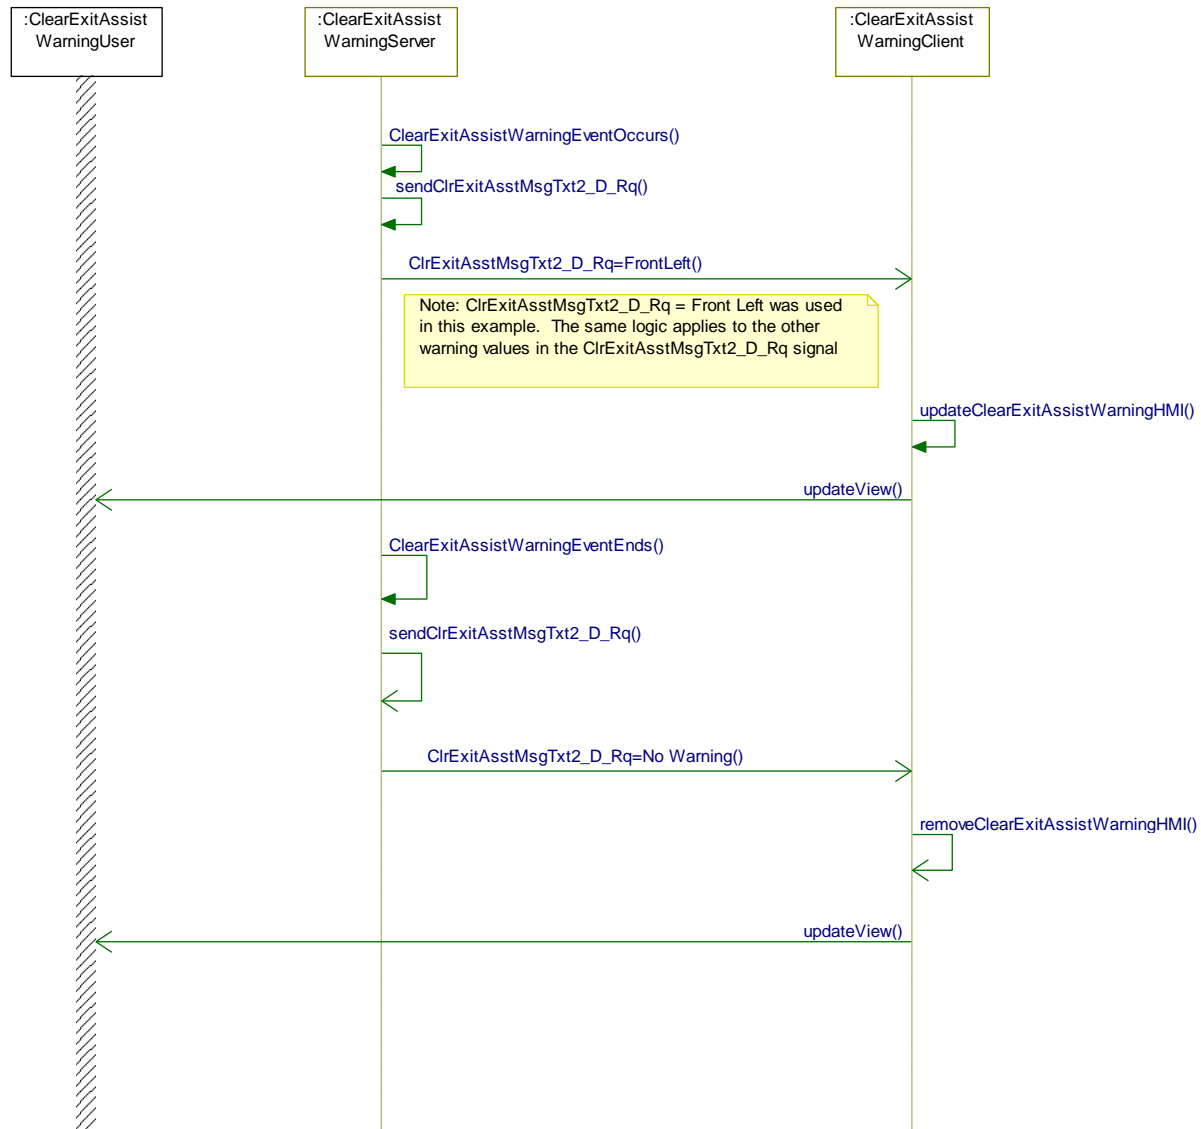 :ClearExitAssist
WarningUser
:ClearExitAssist
WarningServer
:ClearExitAssist
WarningClient
ClearExitAssistWarningEventOccurs()
sendClrExitAsstMsgTxt2_D_Rq()
ClrExitAsstMsgTxt2_D_Rq=FrontLeft()
Note: ClrExitAsstMsgTxt2_D_Rq = Front Left was used
in this example. The same logic applies to the other
warning values in the ClrExitAsstMsgTxt2_D_Rq signal
updateClearExitAssistWarningHMI()
updateView()
ClearExitAssistWarningEventEnds()
sendClrExitAsstMsgTxt2_D_Rq()
ClrExitAsstMsgTxt2_D_Rq=No Warning()
removeClearExitAssistWarningHMI()
updateView()